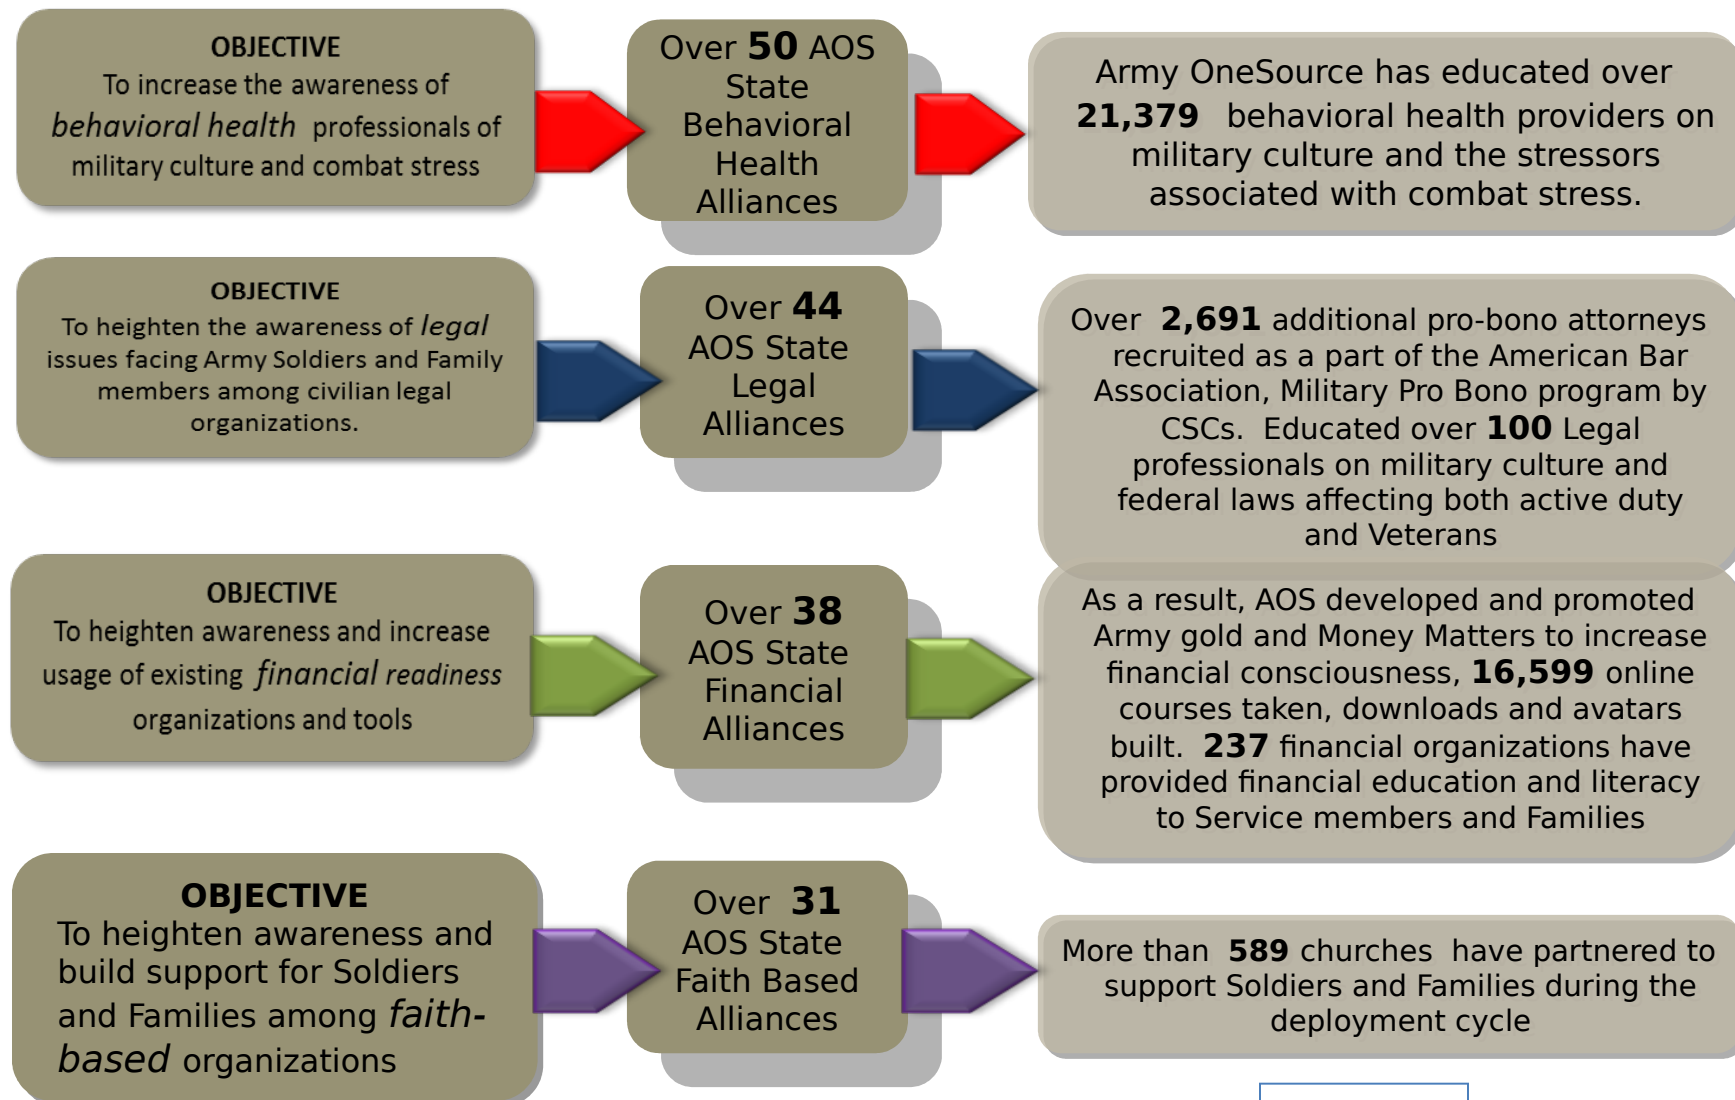 OBJECTIVE
To increase the awareness of
behavioral health professionals of
military culture and combat stress
Over 50 AOS
State
Behavioral
Health
Alliances
Army OneSource has educated over
21,379 behavioral health providers on
military culture and the stressors
associated with combat stress.
OBJECTIVE
To heighten the awareness of legal
issues facing Army Soldiers and Family
members among civilian legal
organizations.
Over 44
AOS State
Legal
Alliances
Over 2,691 additional pro-bono attorneys
recruited as a part of the American Bar
Association, Military Pro Bono program by
CSCs. Educated over 100 Legal
professionals on military culture and
federal laws affecting both active duty
and Veterans
OBJECTIVE
To heighten awareness and increase
usage of existing financial readiness
organizations and tools
Over 38
AOS State
Financial
Alliances
As a result, AOS developed and promoted
Army gold and Money Matters to increase
financial consciousness, 16,599 online
courses taken, downloads and avatars
built. 237 financial organizations have
provided financial education and literacy
to Service members and Families
OBJECTIVE
To heighten awareness and
build support for Soldiers
and Families among faith-
based organizations
Over 31
AOS State
Faith Based
Alliances
More than 589 churches have partnered to
support Soldiers and Families during the
deployment cycle